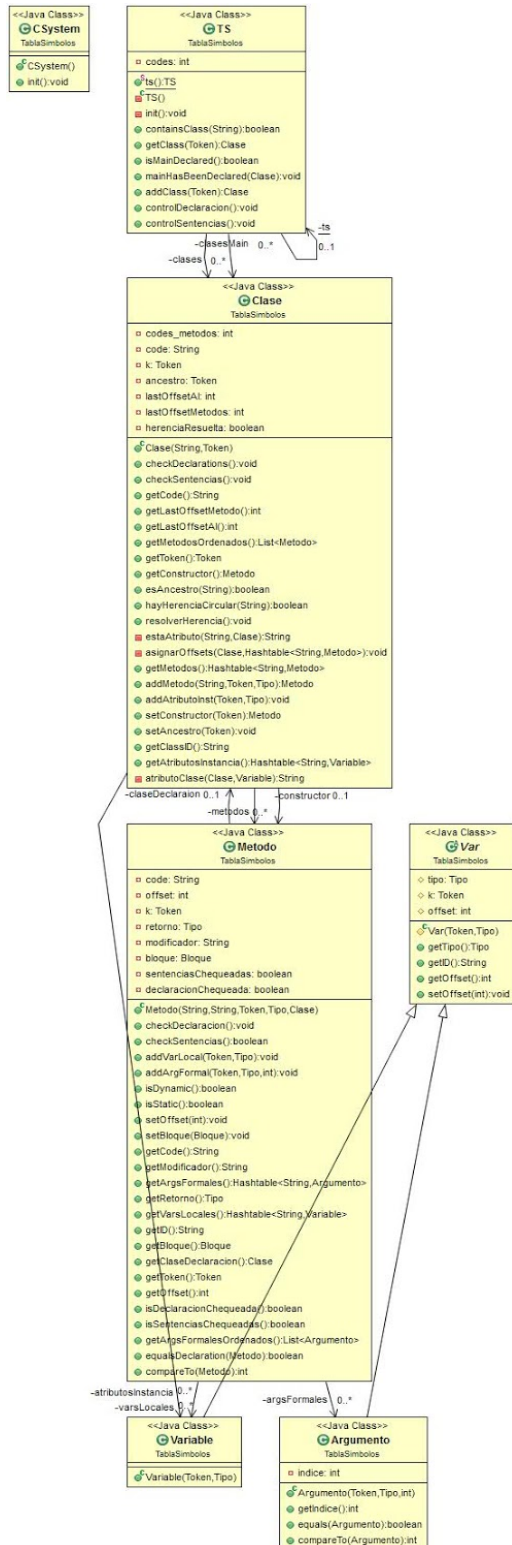 <<Java Class>>
CSystem
TablaSimbolos
CSystem()
init():void
<<Java Class>>
TS
TablaSimbolos
codes: int
ts():TS
TS()
init():void
containsClass(String):boolean
getClass(Token):Clase
isMainDeclared():boolean
mainHasBeenDeclared(Clase):void
addClass(Token):Clase
controlDeclaracion():void
controlSentencias():void
-ts
0..1
-clasesMain 0..*
-clases 0..*
<<Java Class>>
Clase
TablaSimbolos
codes_metodos: int
code: String
k: Token
ancestro: Token
lastOffsetAI: int
lastOffsetMetodos: int
herenciaResuelta: boolean
Clase(String,Token)
checkDeclarations():void
checkSentencias():void
getCode():String
getLastOffsetMetodo():int
getLastOffsetAI():int
getMetodosOrdenados():List<Metodo>
getToken():Token
getConstructor():Metodo
esAncestro(String):boolean
hayHerenciaCircular(String):boolean
resolverHerencia():void
estaAtributo(String,Clase):String
asignarOffsets(Clase,Hashtable<String,Metodo>):void
getMetodos():Hashtable<String,Metodo>
addMetodo(String,Token,Tipo):Metodo
addAtributoInst(Token,Tipo):void
setConstructor(Token):Metodo
setAncestro(Token):void
getClassID():String
getAtributosInstancia():Hashtable<String,Variable>
atributoClase(Clase,Variable):String
-claseDeclaraion 0..1
-constructor 0..1
-metodos 0..*
<<Java Class>>
Metodo
TablaSimbolos
code: String
offset: int
k: Token
retorno: Tipo
modificador: String
bloque: Bloque
sentenciasChequeadas: boolean
declaracionChequeada: boolean
Metodo(String,String,Token,Tipo,Clase)
checkDeclaracion():void
checkSentencias():boolean
addVarLocal(Token,Tipo):void
addArgFormal(Token,Tipo,int):void
isDynamic():boolean
isStatic():boolean
setOffset(int):void
setBloque(Bloque):void
getCode():String
getModificador():String
getArgsFormales():Hashtable<String,Argumento>
getRetorno():Tipo
getVarsLocales():Hashtable<String,Variable>
getID():String
getBloque():Bloque
getClaseDeclaracion():Clase
getToken():Token
getOffset():int
isDeclaracionChequeada():boolean
isSentenciasChequeadas():boolean
getArgsFormalesOrdenados():List<Argumento>
equalsDeclaration(Metodo):boolean
compareTo(Metodo):int
<<Java Class>>
Var
TablaSimbolos
tipo: Tipo
k: Token
offset: int
Var(Token,Tipo)
getTipo():Tipo
getID():String
getOffset():int
setOffset(int):void
-atributosInstancia 0..*
-varsLocales 0..*
-argsFormales 0..*
<<Java Class>>
Variable
TablaSimbolos
Variable(Token,Tipo)
<<Java Class>>
Argumento
TablaSimbolos
indice: int
Argumento(Token,Tipo,int)
getIndice():int
equals(Argumento):boolean
compareTo(Argumento):int